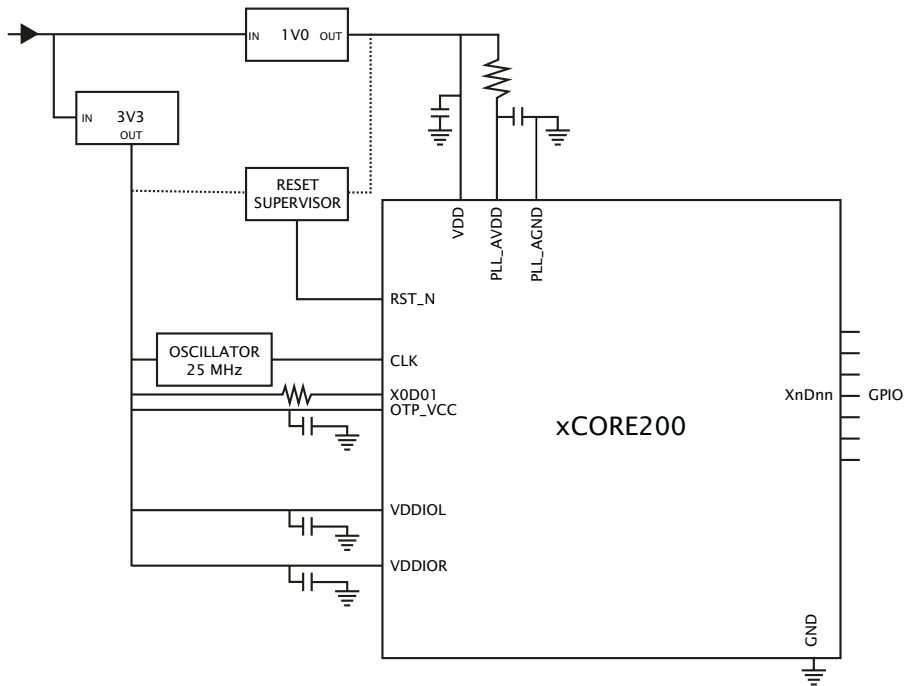 IN 1V0 OUT
IN 3V3
OUT
RESET
SUPERVISOR
VDD
PLL_AVDD
PLL_AGND
RST_N
OSCILLATOR
25 MHz
CLK
X0D01
OTP_VCC
XnDnn
GPIO
xCORE200
VDDIOL
VDDIOR
GND